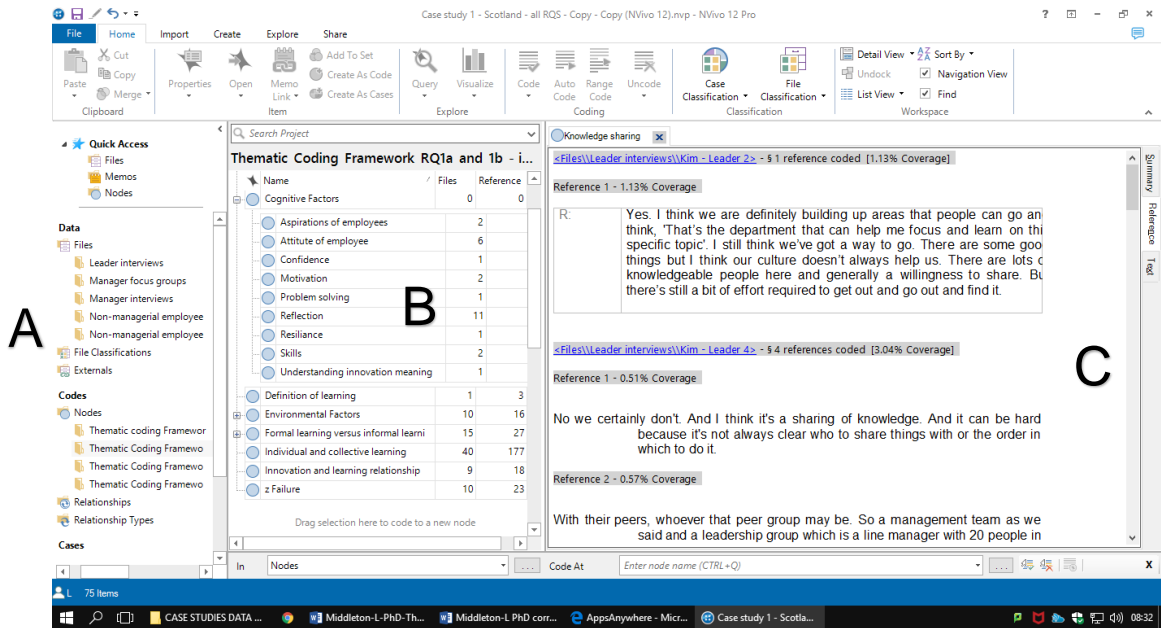 Case study 1 - Scotland - all RQS - Copy - Copy (NVivo 12).nvp - NVivo 12 Pro
File Home Import Create Explore Share
Paste
Cut
Copy
Merge
Clipboard
Properties
Open
Memo
Link
Add To Set
Create As Code
Create As Cases
Item
Query
Visualize
Explore
Code
Auto
Code
Range
Code
Uncode
Coding
Case
Classification
File
Classification
Classification
Detail View
Sort By
Undock
Navigation View
List View
Find
Workspace
Quick Access
Files
Memos
Nodes
Data
Files
Leader interviews
Manager focus groups
Manager interviews
Non-managerial employee
Non-managerial employee
File Classifications
Externals
Codes
Nodes
Thematic coding Framewor
Thematic Coding Framewo
Thematic Coding Framewo
Thematic Coding Framewo
Relationships
Relationship Types
Cases
A
Search Project
Thematic Coding Framework RQ1a and 1b - i...
Name Files Reference
Cognitive Factors 0 0
Aspirations of employees 2
Attitute of employee 6
Confidence 1
Motivation 2
Problem solving 1
Reflection 11
Resiliance 1
Skills 2
Understanding innovation meaning 1
Definition of learning 1 3
Environmental Factors 10 16
Formal learning versus informal learni 15 27
Individual and collective learning 40 177
Innovation and learning relationship 9 18
z Failure 10 23
Drag selection here to code to a new node
B
Knowledge sharing
<Files\\Leader interviews\\Kim - Leader 2> - § 1 reference coded [1.13% Coverage]
Reference 1 - 1.13% Coverage
R: Yes. I think we are definitely building up areas that people can go an
think, 'That's the department that can help me focus and learn on thi
specific topic'. I still think we've got a way to go. There are some goo
things but I think our culture doesn't always help us. There are lots
knowledgeable people here and generally a willingness to share. Bu
there's still a bit of effort required to get out and go out and find it.
<Files\\Leader interviews\\Kim - Leader 4> - § 4 references coded [3.04% Coverage]
Reference 1 - 0.51% Coverage
No we certainly don't. And I think it's a sharing of knowledge. And it can be hard
because it's not always clear who to share things with or the order in
which to do it.
Reference 2 - 0.57% Coverage
With their peers, whoever that peer group may be. So a management team as we
said and a leadership group which is a line manager with 20 people in
C
Summary
Reference
Text
In Nodes ... Code At Enter node name (CTRL+Q) ... X
L 75 Items
CASE STUDIES DATA ... Middleton-L-PhD-Th... Middleton-L PhD corr... AppsAnywhere - Micr... Case study 1 - Scotla... 08:32